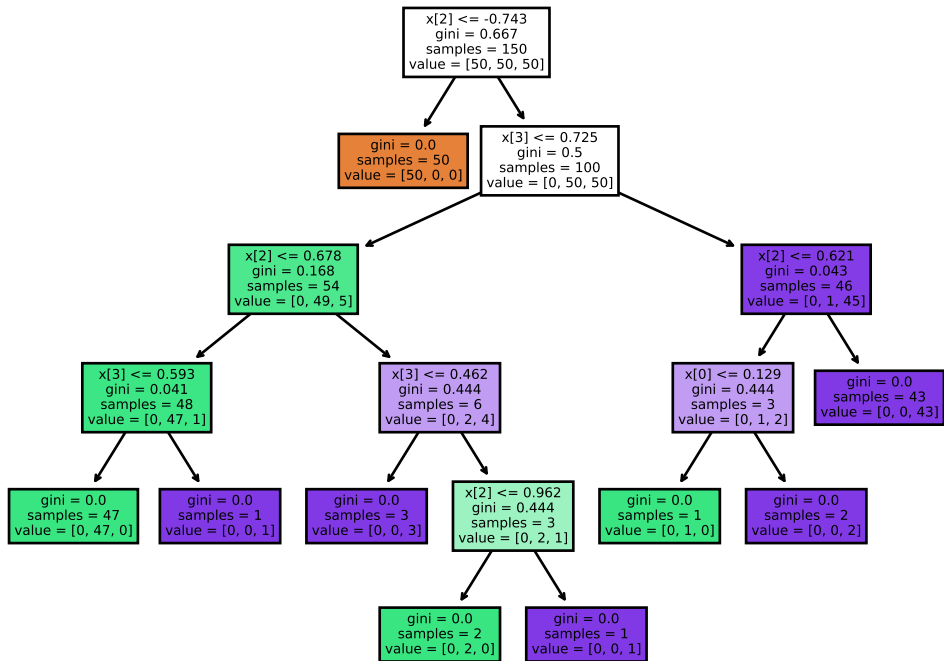 x[2] <= -0.743
gini = 0.667
samples = 150
value = [50, 50, 50]
gini = 0.0
samples = 50
value = [50, 0, 0]
x[3] <= 0.725
gini = 0.5
samples = 100
value = [0, 50, 50]
x[2] <= 0.678
gini = 0.168
samples = 54
value = [0, 49, 5]
x[2] <= 0.621
gini = 0.043
samples = 46
value = [0, 1, 45]
x[3] <= 0.593
gini = 0.041
samples = 48
value = [0, 47, 1]
x[3] <= 0.462
gini = 0.444
samples = 6
value = [0, 2, 4]
x[0] <= 0.129
gini = 0.444
samples = 3
value = [0, 1, 2]
gini = 0.0
samples = 43
value = [0, 0, 43]
gini = 0.0
samples = 47
value = [0, 47, 0]
gini = 0.0
samples = 1
value = [0, 0, 1]
gini = 0.0
samples = 3
value = [0, 0, 3]
x[2] <= 0.962
gini = 0.444
samples = 3
value = [0, 2, 1]
gini = 0.0
samples = 1
value = [0, 1, 0]
gini = 0.0
samples = 2
value = [0, 0, 2]
gini = 0.0
samples = 2
value = [0, 2, 0]
gini = 0.0
samples = 1
value = [0, 0, 1]